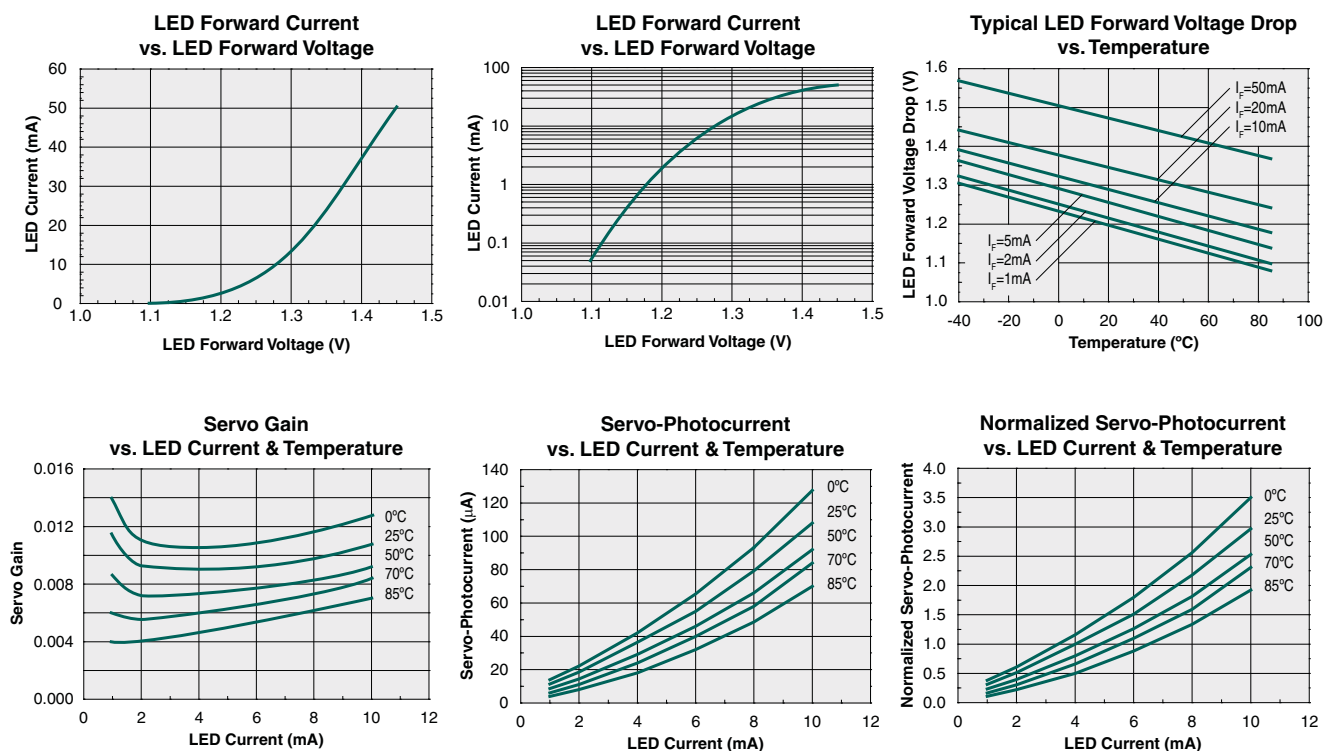 LED Forward Current
vs. LED Forward Voltage
LED Current (mA)
60
50
40
30
20
10
0
1.0 1.1 1.2 1.3 1.4 1.5
LED Forward Voltage (V)
LED Forward Current
vs. LED Forward Voltage
LED Current (mA)
100
10
1
0.1
0.01
1.0 1.1 1.2 1.3 1.4 1.5
LED Forward Voltage (V)
Typical LED Forward Voltage Drop
vs. Temperature
LED Forward Voltage Drop (V)
1.6
1.5
1.4
1.3
1.2
1.1
1.0
IF=50mA
IF=20mA
IF=10mA
IF=5mA
IF=2mA
IF=1mA
-40 -20 0 20 40 60 80 100
Temperature (ºC)
Servo Gain
vs. LED Current & Temperature
Servo Gain
0.016
0.012
0.008
0.004
0.000
0ºC
25ºC
50ºC
70ºC
85ºC
0 2 4 6 8 10 12
LED Current (mA)
Servo-Photocurrent
vs. LED Current & Temperature
Servo-Photocurrent (µA)
140
120
100
80
60
40
20
0
0ºC
25ºC
50ºC
70ºC
85ºC
0 2 4 6 8 10 12
LED Current (mA)
Normalized Servo-Photocurrent
vs. LED Current & Temperature
Normalized Servo-Photocurrent
4.0
3.5
3.0
2.5
2.0
1.5
1.0
0.5
0.0
0ºC
25ºC
50ºC
70ºC
85ºC
0 2 4 6 8 10 12
LED Current (mA)